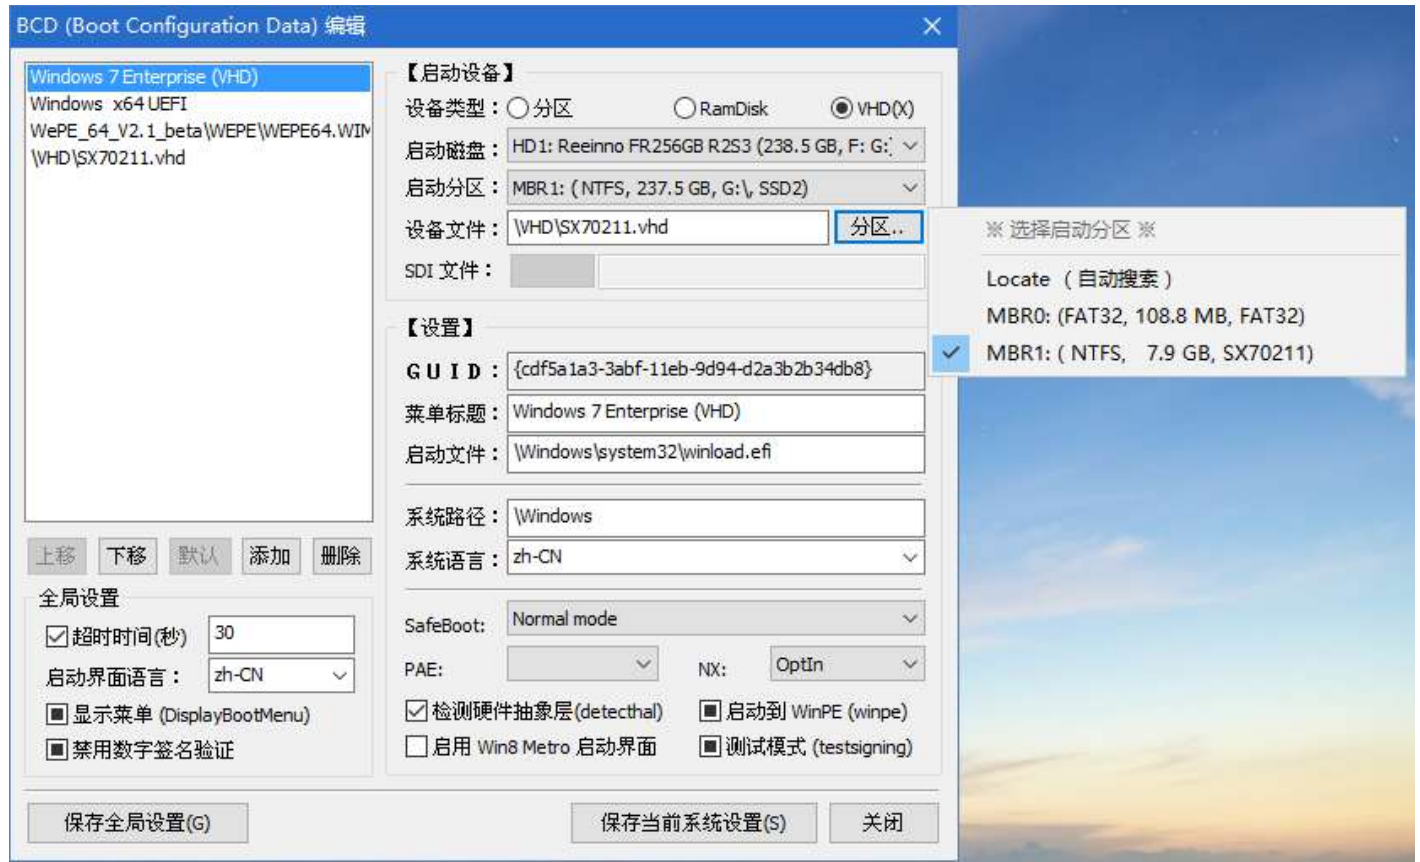 BCD (Boot Configuration Data) 编辑
Windows 7 Enterprise (VHD)
Windows x64 UEFI
WePE_64_V2.1_beta\WEPE\WEPE64.WIM
\VHD\SX70211.vhd
上移 下移 默认 添加 删除
全局设置
超时时间(秒) 30
启动界面语言： zh-CN
显示菜单 (DisplayBootMenu)
禁用数字签名验证
【启动设备】
设备类型： 分区 RamDisk VHD(X)
启动磁盘： HD1: Reeinno FR256GB R2S3 (238.5 GB, F: G:)
启动分区： MBR1: ( NTFS, 237.5 GB, G:\, SSD2)
设备文件： \VHD\SX70211.vhd 分区..
SDI 文件：
【设置】
G U I D： {cdf5a1a3-3abf-11eb-9d94-d2a3b2b34db8}
菜单标题： Windows 7 Enterprise (VHD)
启动文件： \Windows\system32\winload.efi
系统路径： \Windows
系统语言： zh-CN
SafeBoot: Normal mode
PAE: NX: OptIn
检测硬件抽象层(detecthal) 启动到 WinPE (winpe)
启用 Win8 Metro 启动界面 测试模式 (testsigning)
保存全局设置(G) 保存当前系统设置(S) 关闭
※ 选择启动分区 ※
Locate （自动搜索）
MBR0: (FAT32, 108.8 MB, FAT32)
MBR1: ( NTFS, 7.9 GB, SX70211)